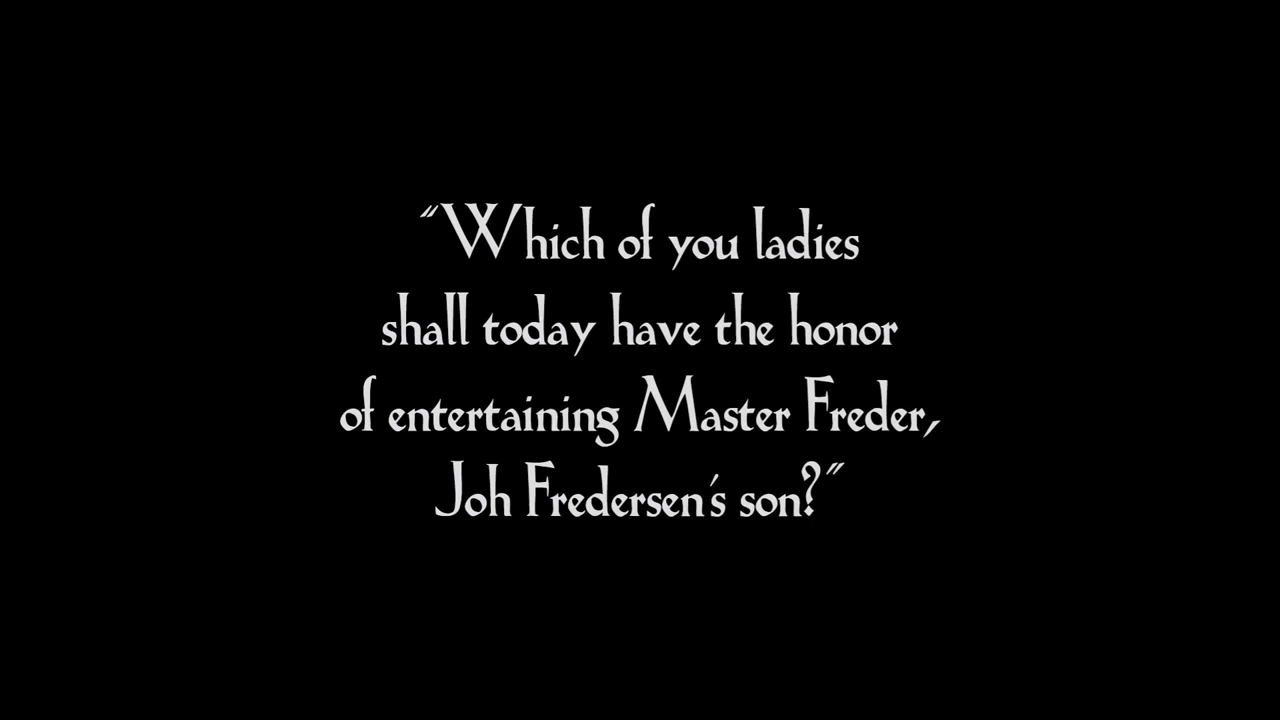 "Which of you ladies
shall today have the honor
of entertaining Master Freder,
Joh Fredersen's son?"